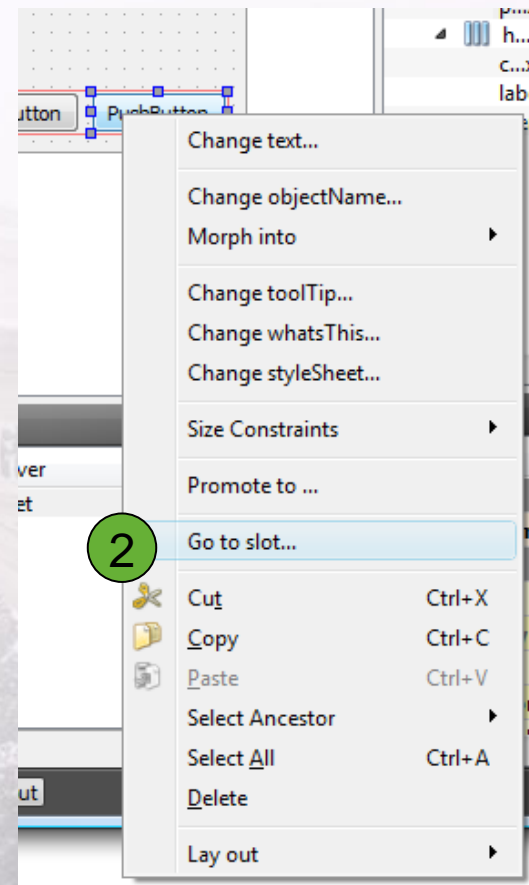 h...
c...
lab
utton
PushButton
Change text...
Change objectName...
Morph into
Change toolTip...
Change whatsThis...
Change styleSheet...
Size Constraints
ver
Promote to ...
et
2
Go to slot...
Cut Ctrl+X
Copy Ctrl+C
Paste Ctrl+V
Select Ancestor
Select All Ctrl+A
ut
Delete
Lay out